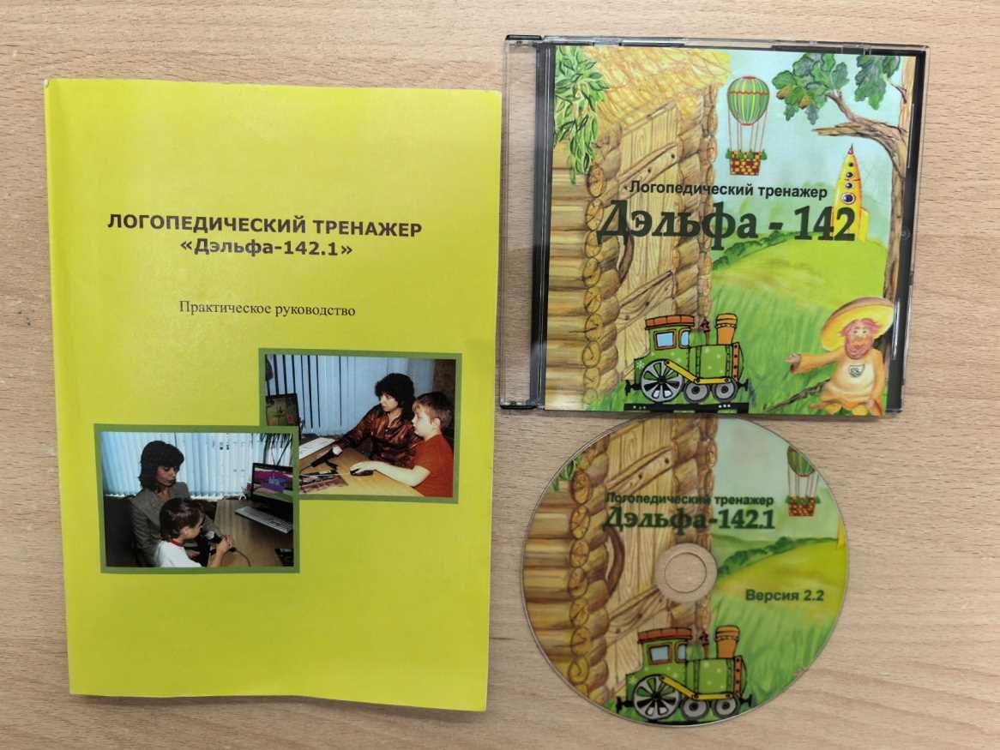 ЛОГОПЕДИЧЕСКИЙ ТРЕНАЖЕР
«Дэльфа-142.1»
Практическое руководство
Логопедический тренажер
Дэльфа - 142
Логопедический тренажер
Дэльфа-142.1
Версия 2.2